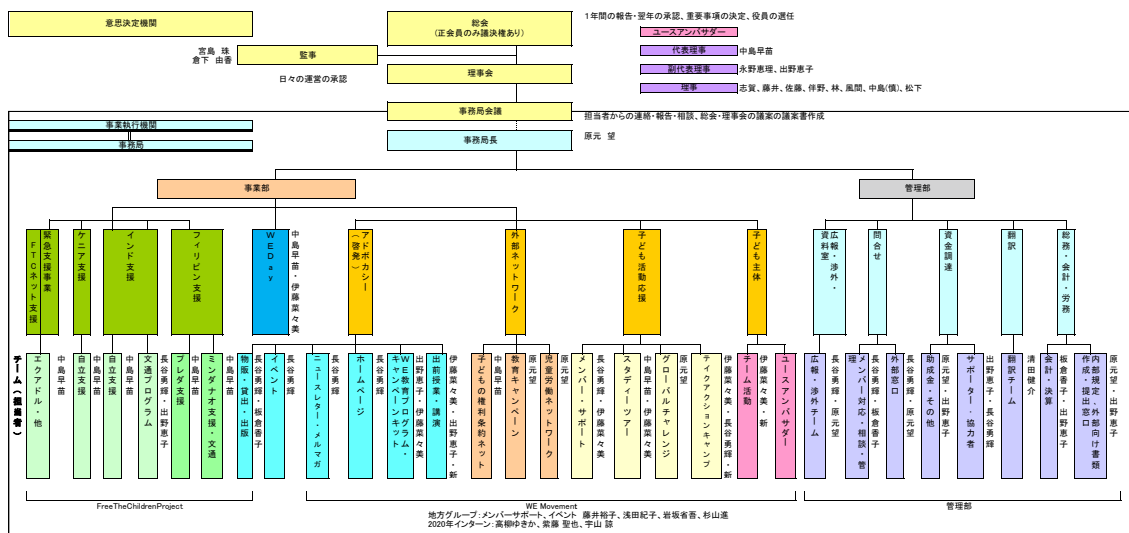 意思決定機関
総会
(正会員のみ議決権あり)
1年間の報告・翌年の承認、重要事項の決定、役員の選任
ユースアンバサダー
宮島 珠
倉下 由香
監事
代表理事
中島早苗
日々の運営の承認
理事会
副代表理事
永野恵理、出野恵子
理事
志賀、藤井、佐藤、伴野、林、風間、中島(慎)、松下
事務局会議
担当者からの連絡・報告・相談、総会・理事会の議案の議案書作成
事業執行機関
事務局
事務局長
原元 望
事業部
管理部
FTCネット支援
緊急支援事業
ケニア支援
インド支援
フィリピン支援
WEDay
中島早苗・伊藤菜々美
アドボカシー
(啓発)
外部ネットワーク
子ども活動応援
子ども主体
広報・渉外・
資料室
問合せ
資金調達
翻訳
総務・会計・労務
チーム(担当者)
エクアドル・他
中島早苗
自立支援
中島早苗
自立支援
中島早苗
文通プログラム
長谷勇輝・出野恵子
プレダ支援
中島早苗
ミンダナオ支援・文通
中島早苗
物販・貸出・出版
長谷勇輝・板倉香子
イベント
長谷勇輝
ニュースレター・メルマガ
長谷勇輝
ホームページ
長谷勇輝
WE教育プログラム・
キャンペンキット
出野恵子・伊藤菜々美
出前授業・講演
伊藤菜々美・出野恵子・新
子どもの権利条約ネット
中島早苗
教育キャンペーン
原元望
児童労働ネットワーク
原元望
メンバー・サポート
長谷勇輝・伊藤菜々美
スタディーツアー
中島早苗・伊藤菜々美
グローバルチャレンジ
原元望
テイクアクションキャンプ
伊藤菜々美・長谷勇輝・新
チーム活動
伊藤菜々美・新
ユースアンバサダー
広報・渉外チーム
長谷勇輝・原元望
メンバー対応・相談・管
理
長谷勇輝・板倉香子
外部窓口
長谷勇輝・原元望
助成金・その他
原元望・出野恵子
サポーター・協力者
出野恵子・長谷勇輝
翻訳チーム
清田健介
会計・決算
板倉香子・出野恵子
内部規定、外部向け書類
作成・提出窓口
原元望・出野恵子
FreeTheChildrenProject
WE Movement
管理部
地方グループ:メンバーサポート、イベント 藤井裕子、浅田紀子、岩坂省吾、杉山進
2020年インターン:高柳ゆきか、紫藤 聖也、宇山 諒